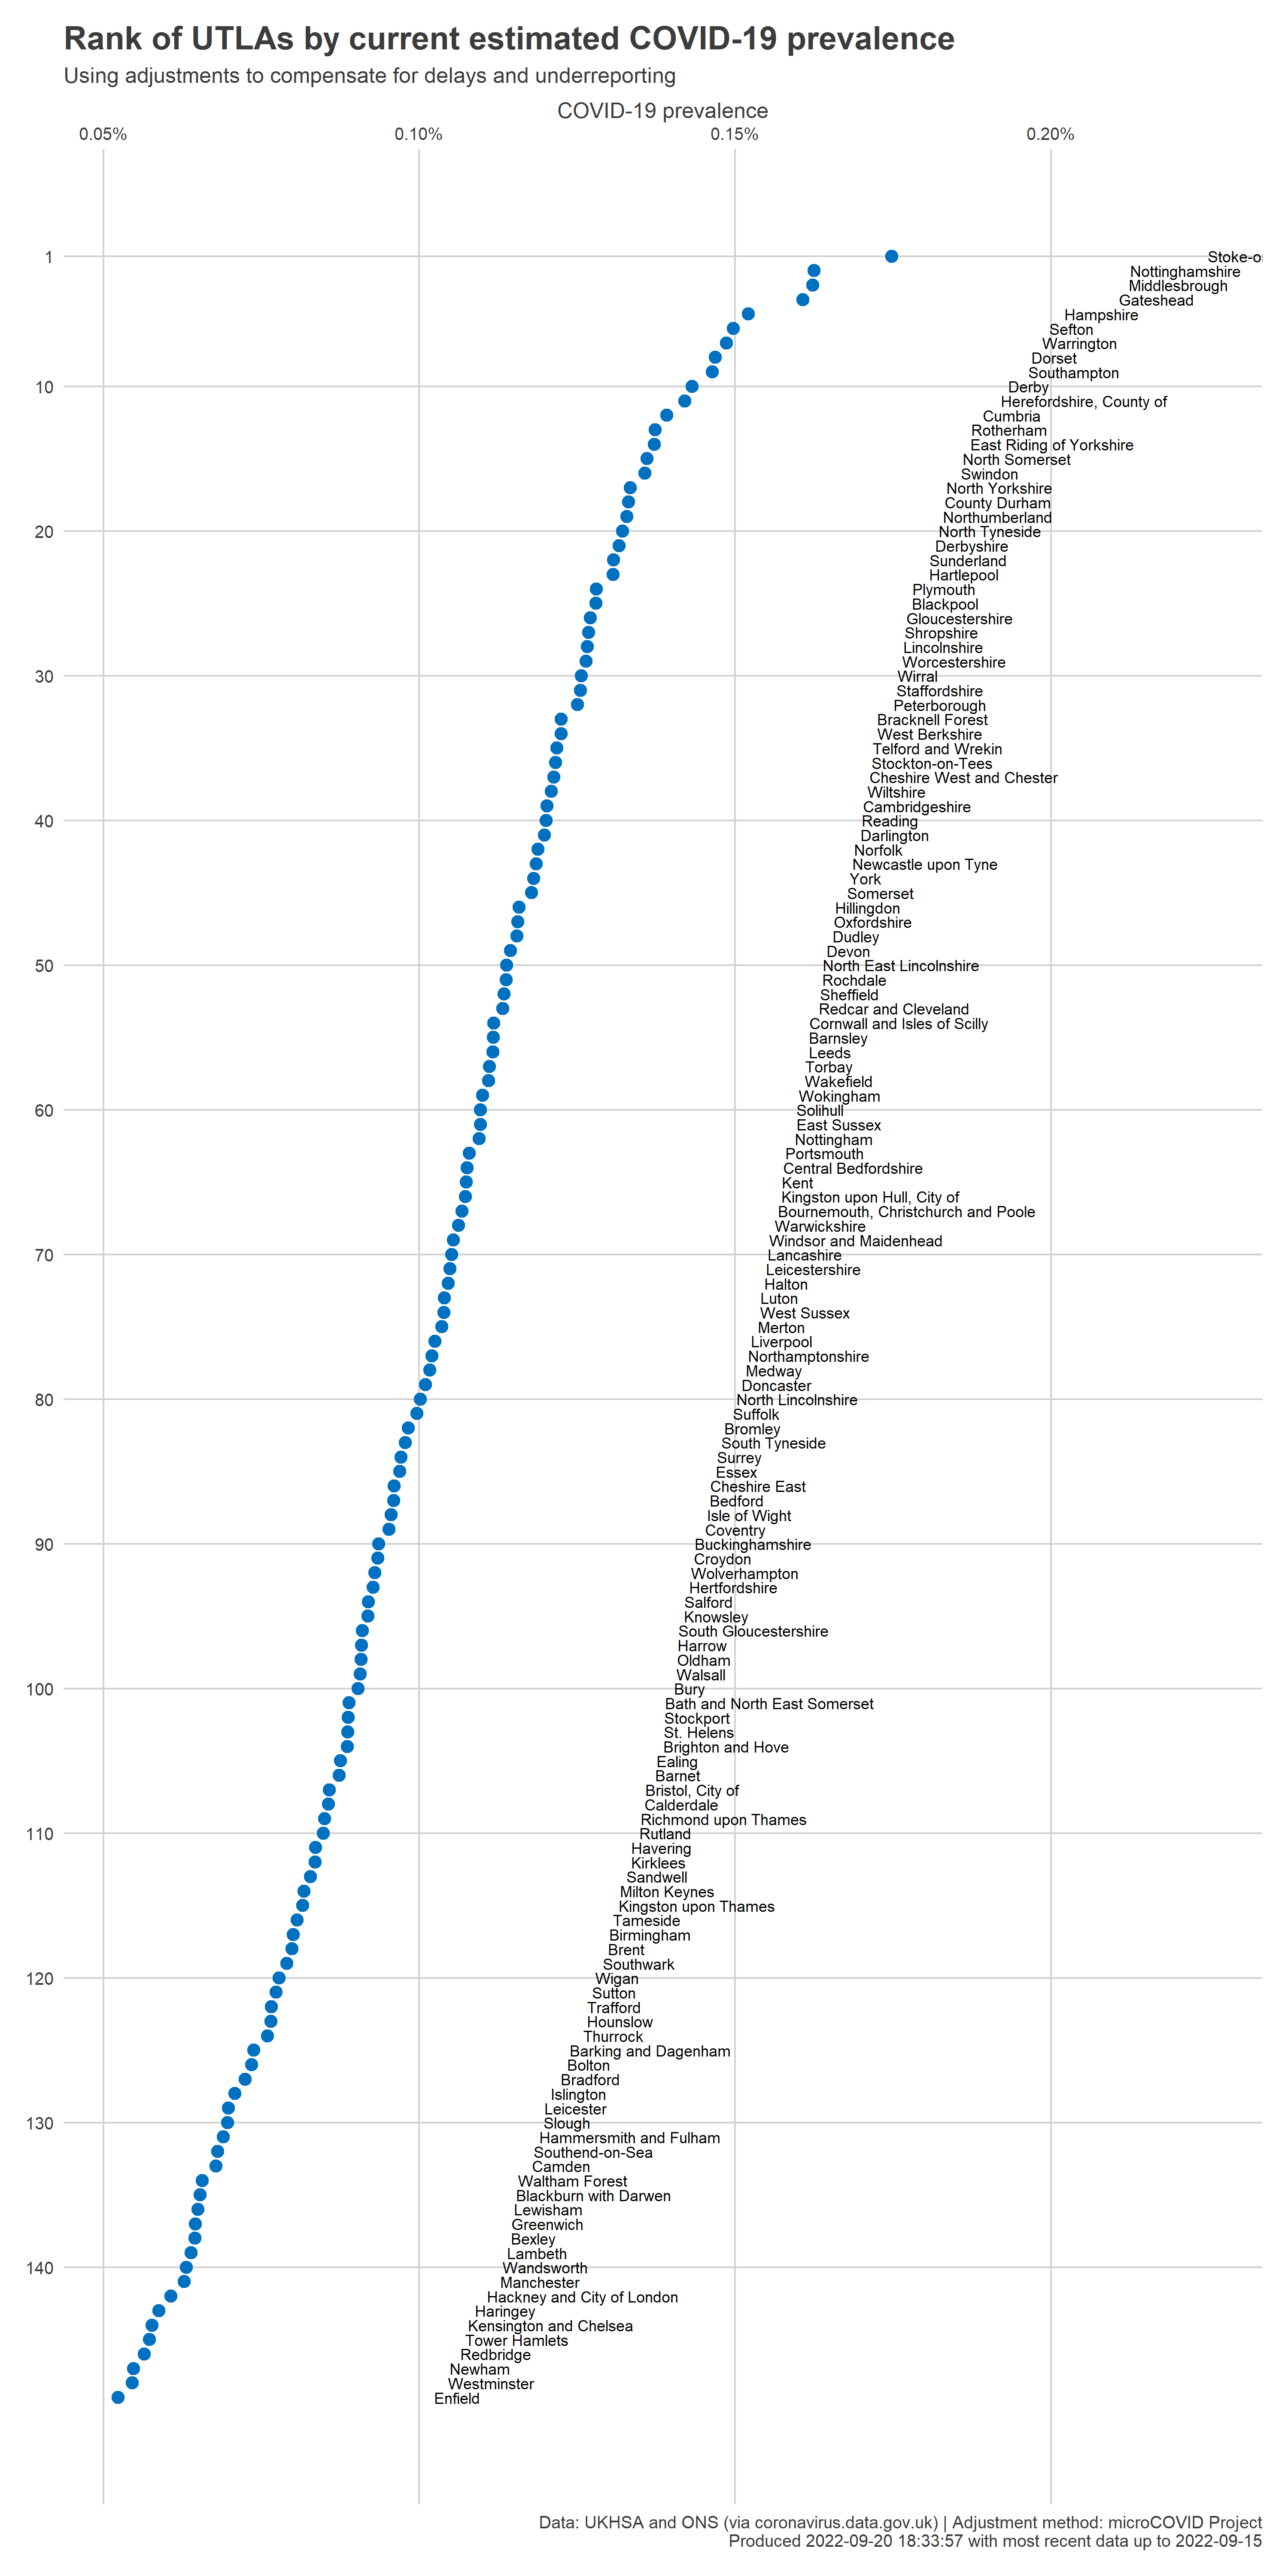 Rank of UTLAs by current estimated COVID-19 prevalence
Using adjustments to compensate for delays and underreporting
COVID-19 prevalence
0.05% 0.10% 0.15% 0.20%
1 Stoke-o
Nottinghamshire
Middlesbrough
Gateshead
Hampshire
Sefton
Warrington
Dorset
Southampton
10 Derby
Herefordshire, County of
Cumbria
Rotherham
East Riding of Yorkshire
North Somerset
Swindon
North Yorkshire
County Durham
Northumberland
20 North Tyneside
Derbyshire
Sunderland
Hartlepool
Plymouth
Blackpool
Gloucestershire
Shropshire
Lincolnshire
Worcestershire
30 Wirral
Staffordshire
Peterborough
Bracknell Forest
West Berkshire
Telford and Wrekin
Stockton-on-Tees
Cheshire West and Chester
Wiltshire
Cambridgeshire
40 Reading
Darlington
Norfolk
Newcastle upon Tyne
York
Somerset
Hillingdon
Oxfordshire
Dudley
Devon
50 North East Lincolnshire
Rochdale
Sheffield
Redcar and Cleveland
Cornwall and Isles of Scilly
Barnsley
Leeds
Torbay
Wakefield
Wokingham
60 Solihull
East Sussex
Nottingham
Portsmouth
Central Bedfordshire
Kent
Kingston upon Hull, City of
Bournemouth, Christchurch and Poole
Warwickshire
Windsor and Maidenhead
70 Lancashire
Leicestershire
Halton
Luton
West Sussex
Merton
Liverpool
Northamptonshire
Medway
Doncaster
80 North Lincolnshire
Suffolk
Bromley
South Tyneside
Surrey
Essex
Cheshire East
Bedford
Isle of Wight
Coventry
90 Buckinghamshire
Croydon
Wolverhampton
Hertfordshire
Salford
Knowsley
South Gloucestershire
Harrow
Oldham
Walsall
100 Bury
Bath and North East Somerset
Stockport
St. Helens
Brighton and Hove
Ealing
Barnet
Bristol, City of
Calderdale
Richmond upon Thames
110 Rutland
Havering
Kirklees
Sandwell
Milton Keynes
Kingston upon Thames
Tameside
Birmingham
Brent
Southwark
120 Wigan
Sutton
Trafford
Hounslow
Thurrock
Barking and Dagenham
Bolton
Bradford
Islington
Leicester
130 Slough
Hammersmith and Fulham
Southend-on-Sea
Camden
Waltham Forest
Blackburn with Darwen
Lewisham
Greenwich
Bexley
Lambeth
140 Wandsworth
Manchester
Hackney and City of London
Haringey
Kensington and Chelsea
Tower Hamlets
Redbridge
Newham
Westminster
Enfield
Data: UKHSA and ONS (via coronavirus.data.gov.uk) | Adjustment method: microCOVID Project
Produced 2022-09-20 18:33:57 with most recent data up to 2022-09-15